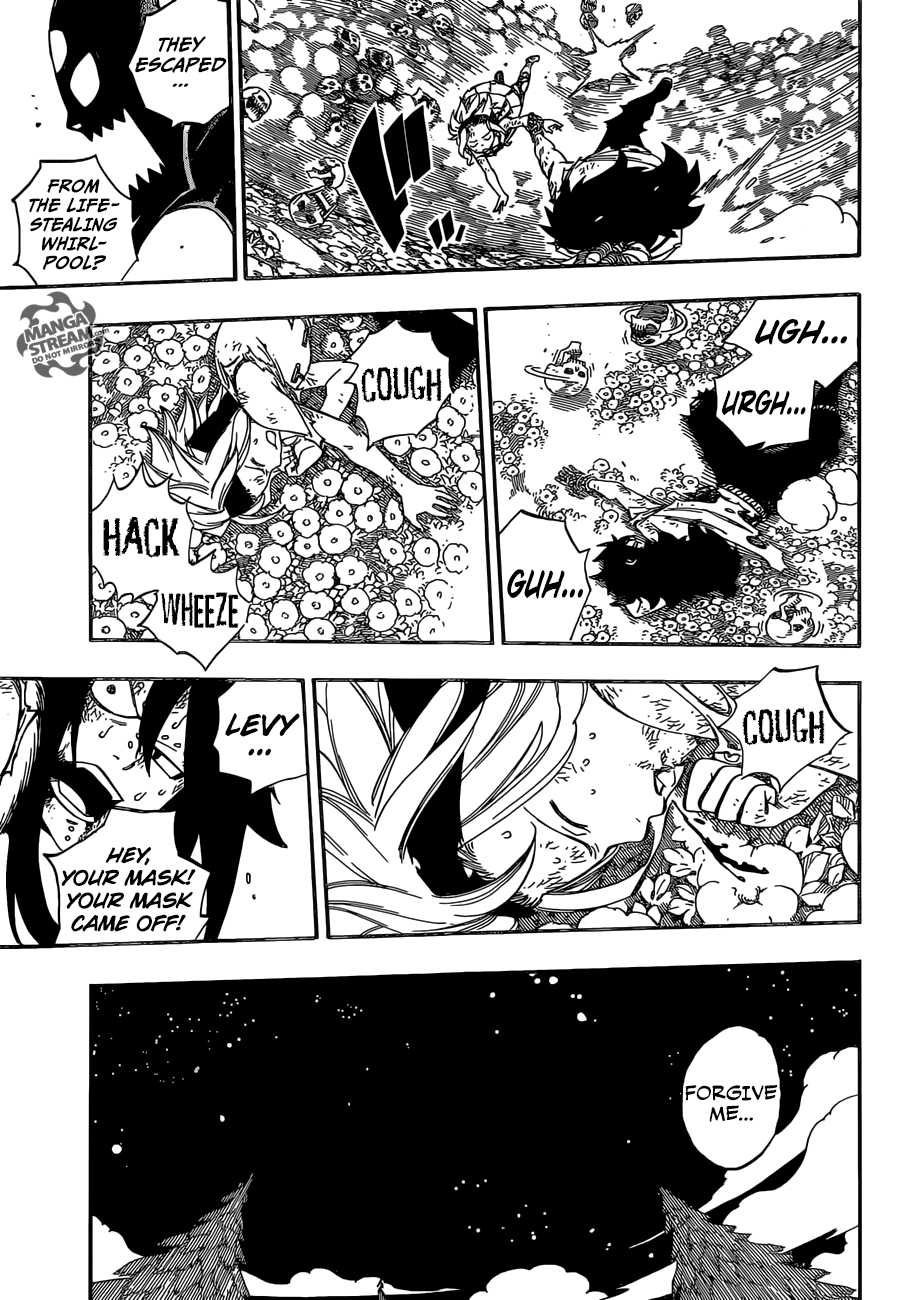 THEY
ESCAPED
...
FROM
THE LIFE-
STEALING
WHIRL-
POOL?
MANGA
STREAM.com
DO NOT MIRROR
UGH...
URGH...
GUH...
COUGH
HACK
WHEEZE
COUGH
LEVY
...
HEY,
YOUR MASK!
YOUR MASK
CAME OFF!
FORGIVE
ME...